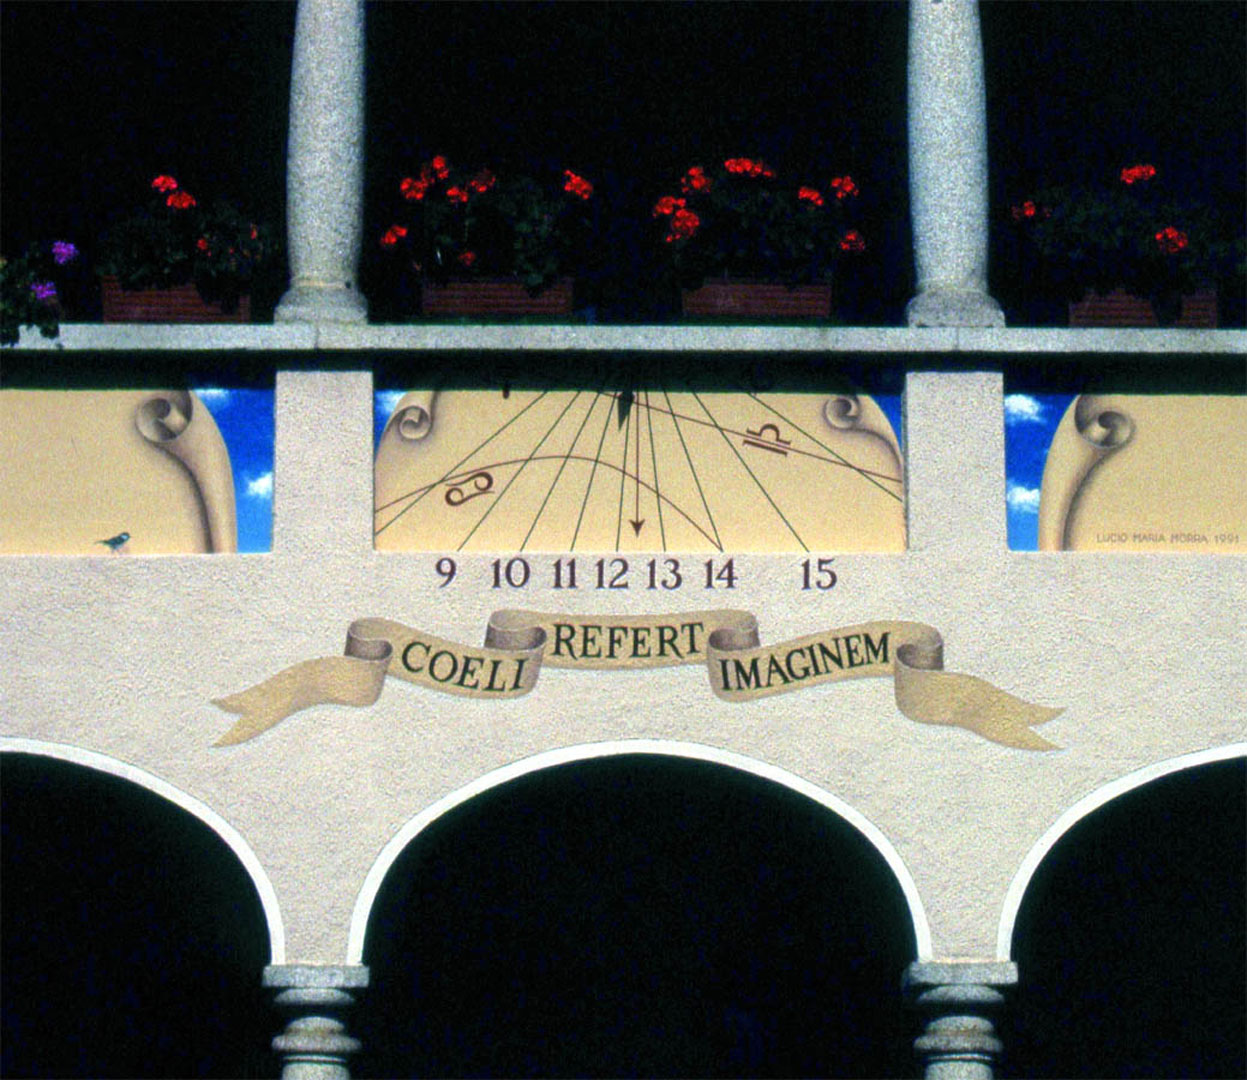 9 10 11 12 13 14 15
COELI REFERT IMAGINEM
LUCIO MARIA MORRA 1991